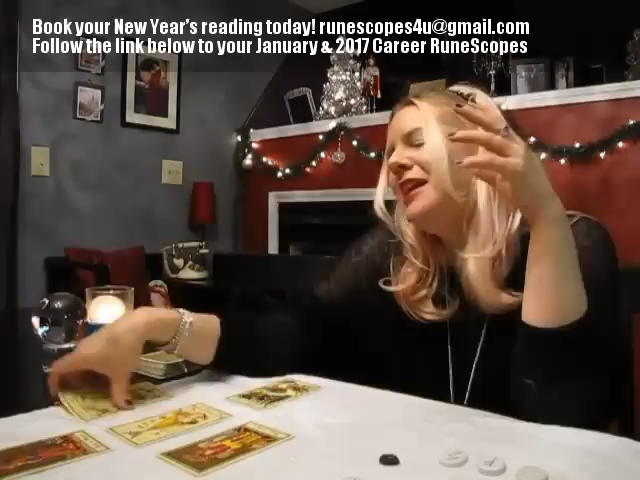 Book your New Year's reading today! runescopes4u@gmail.com
Follow the link below to your January & 2017 Career RuneScopes